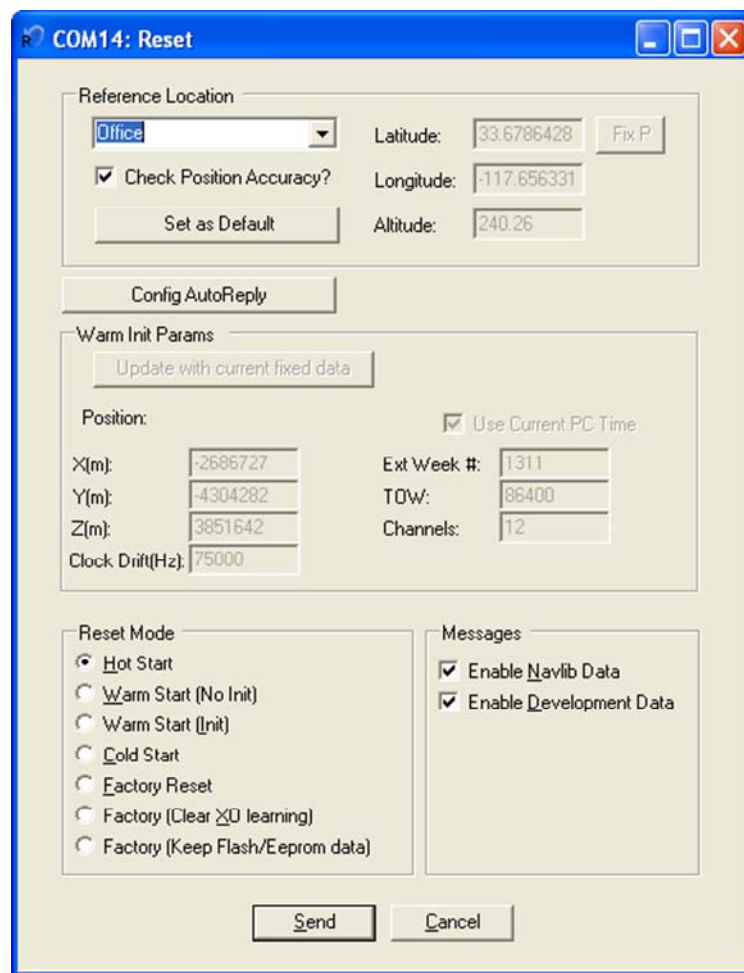 COM14: Reset
Reference Location
Office
Check Position Accuracy?
Set as Default
Latitude: 33.6786428 Fix P
Longitude: -117.656331
Altitude: 240.26
Config AutoReply
Warm Init Params
Update with current fixed data
Position:
Use Current PC Time
X(m): -2686727
Ext Week #: 1311
Y(m): -4304282
TOW: 86400
Z(m): 3851642
Channels: 12
Clock Drift(Hz): 75000
Reset Mode
Hot Start
Warm Start (No Init)
Warm Start (Init)
Cold Start
Factory Reset
Factory (Clear XO learning)
Factory (Keep Flash/Eeprom data)
Messages
Enable Navlib Data
Enable Development Data
Send
Cancel